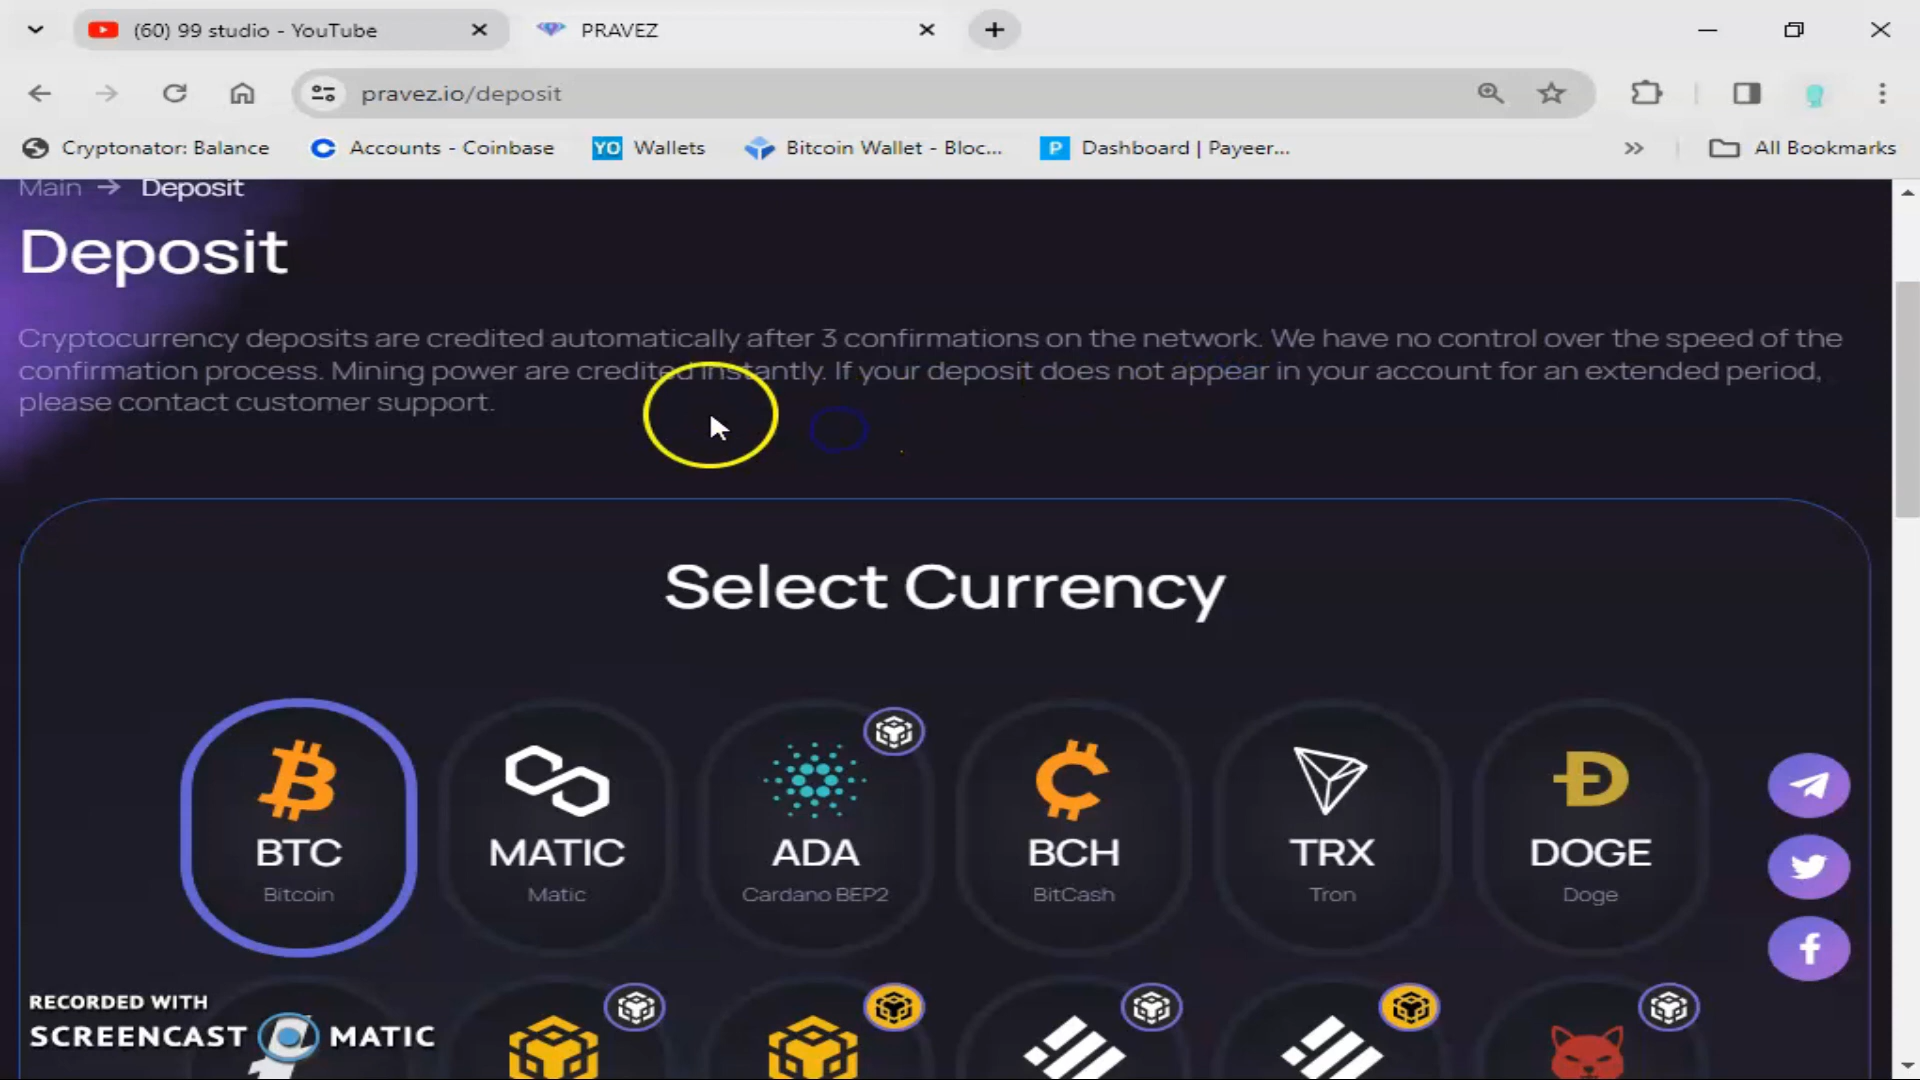 (60) 99 studio - YouTube
PRAVEZ
pravez.io/deposit
Cryptonator: Balance
Accounts - Coinbase
YO Wallets
Bitcoin Wallet - Bloc...
P Dashboard | Payeer...
All Bookmarks
Main → Deposit
Deposit
Cryptocurrency deposits are credited automatically after 3 confirmations on the network. We have no control over the speed of the
confirmation process. Mining power are credited instantly. If your deposit does not appear in your account for an extended period,
please contact customer support.
Select Currency
BTC
Bitcoin
MATIC
Matic
ADA
Cardano BEP2
BCH
BitCash
TRX
Tron
DOGE
Doge
RECORDED WITH
SCREENCAST MATIC